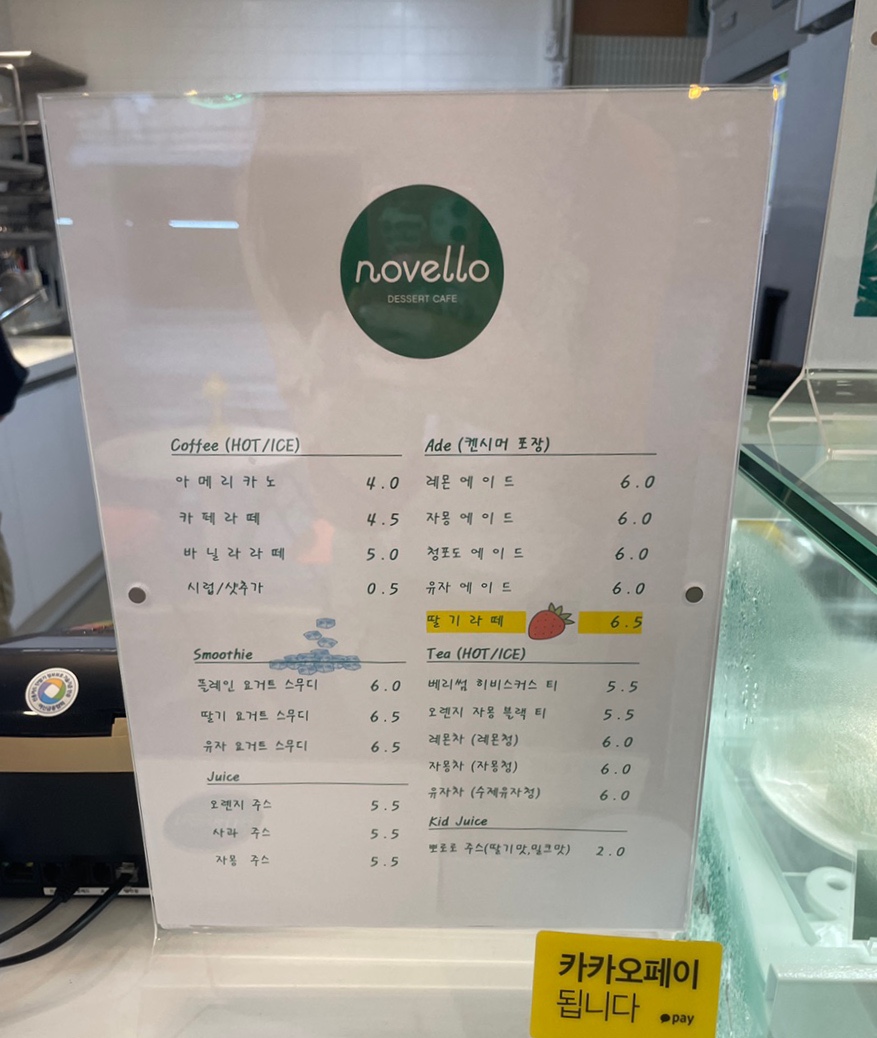 novello
DESSERT CAFE
Coffee (HOT/ICE)
아메리카노 4.0
카페라떼 4.5
바닐라라떼 5.0
시럽/샷추가 0.5
Smoothie
플레인 요거트 스무디 6.0
딸기 요거트 스무디 6.5
유자 요거트 스무디 6.5
Juice
오렌지 주스 5.5
사과 주스 5.5
자몽 주스 5.5
Ade (켄시머 포장)
레몬에이드 6.0
자몽에이드 6.0
청포도에이드 6.0
유자에이드 6.0
딸기라떼 6.5
Tea (HOT/ICE)
베리썸 히비스커스 티 5.5
오렌지 자몽 블랙 티 5.5
레몬차 (레몬청) 6.0
자몽차 (자몽청) 6.0
유자차 (수제유자청) 6.0
Kid Juice
뽀로로 주스(딸기맛,밀크맛) 2.0
카카오페이
됩니다
pay